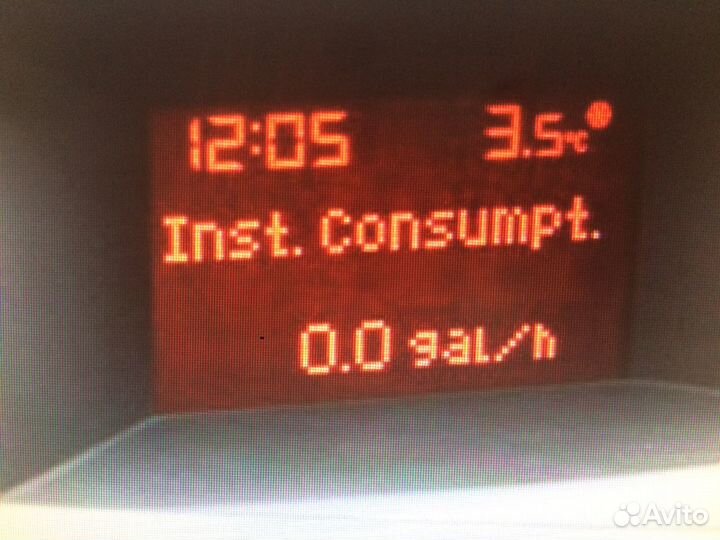 12:05 3.5°C
Inst. Consumpt.
0.0 gal/h
Avito